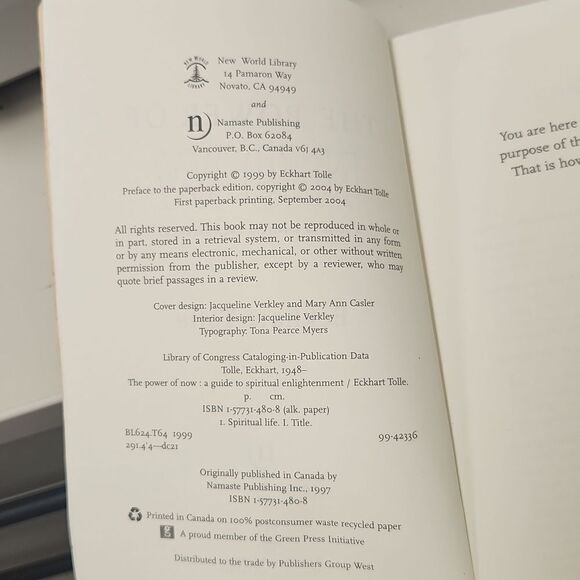 NEW WORLD
LIBRARY
New World Library
14 Pamaron Way
Novato, CA 94949
and
n
Namaste Publishing
P.O. Box 62084
Vancouver, B.C., Canada V6J 4A3
Copyright © 1999 by Eckhart Tolle
Preface to the paperback edition, copyright © 2004 by Eckhart Tolle
First paperback printing, September 2004
All rights reserved. This book may not be reproduced in whole or
in part, stored in a retrieval system, or transmitted in any form
or by any means electronic, mechanical, or other without written
permission from the publisher, except by a reviewer, who may
quote brief passages in a review.
Cover design: Jacqueline Verkley and Mary Ann Casler
Interior design: Jacqueline Verkley
Typography: Tona Pearce Myers
Library of Congress Cataloging-in-Publication Data
Tolle, Eckhart, 1948–
The power of now : a guide to spiritual enlightenment / Eckhart Tolle.
p. cm.
ISBN 1-57731-480-8 (alk. paper)
1. Spiritual life. I. Title.
BL624.T64 1999
291.4'4—dc21
99-42336
Originally published in Canada by
Namaste Publishing Inc., 1997
ISBN 1-57731-480-8
Printed in Canada on 100% postconsumer waste recycled paper
g A proud member of the Green Press Initiative
Distributed to the trade by Publishers Group West
You are here
purpose of th
That is how